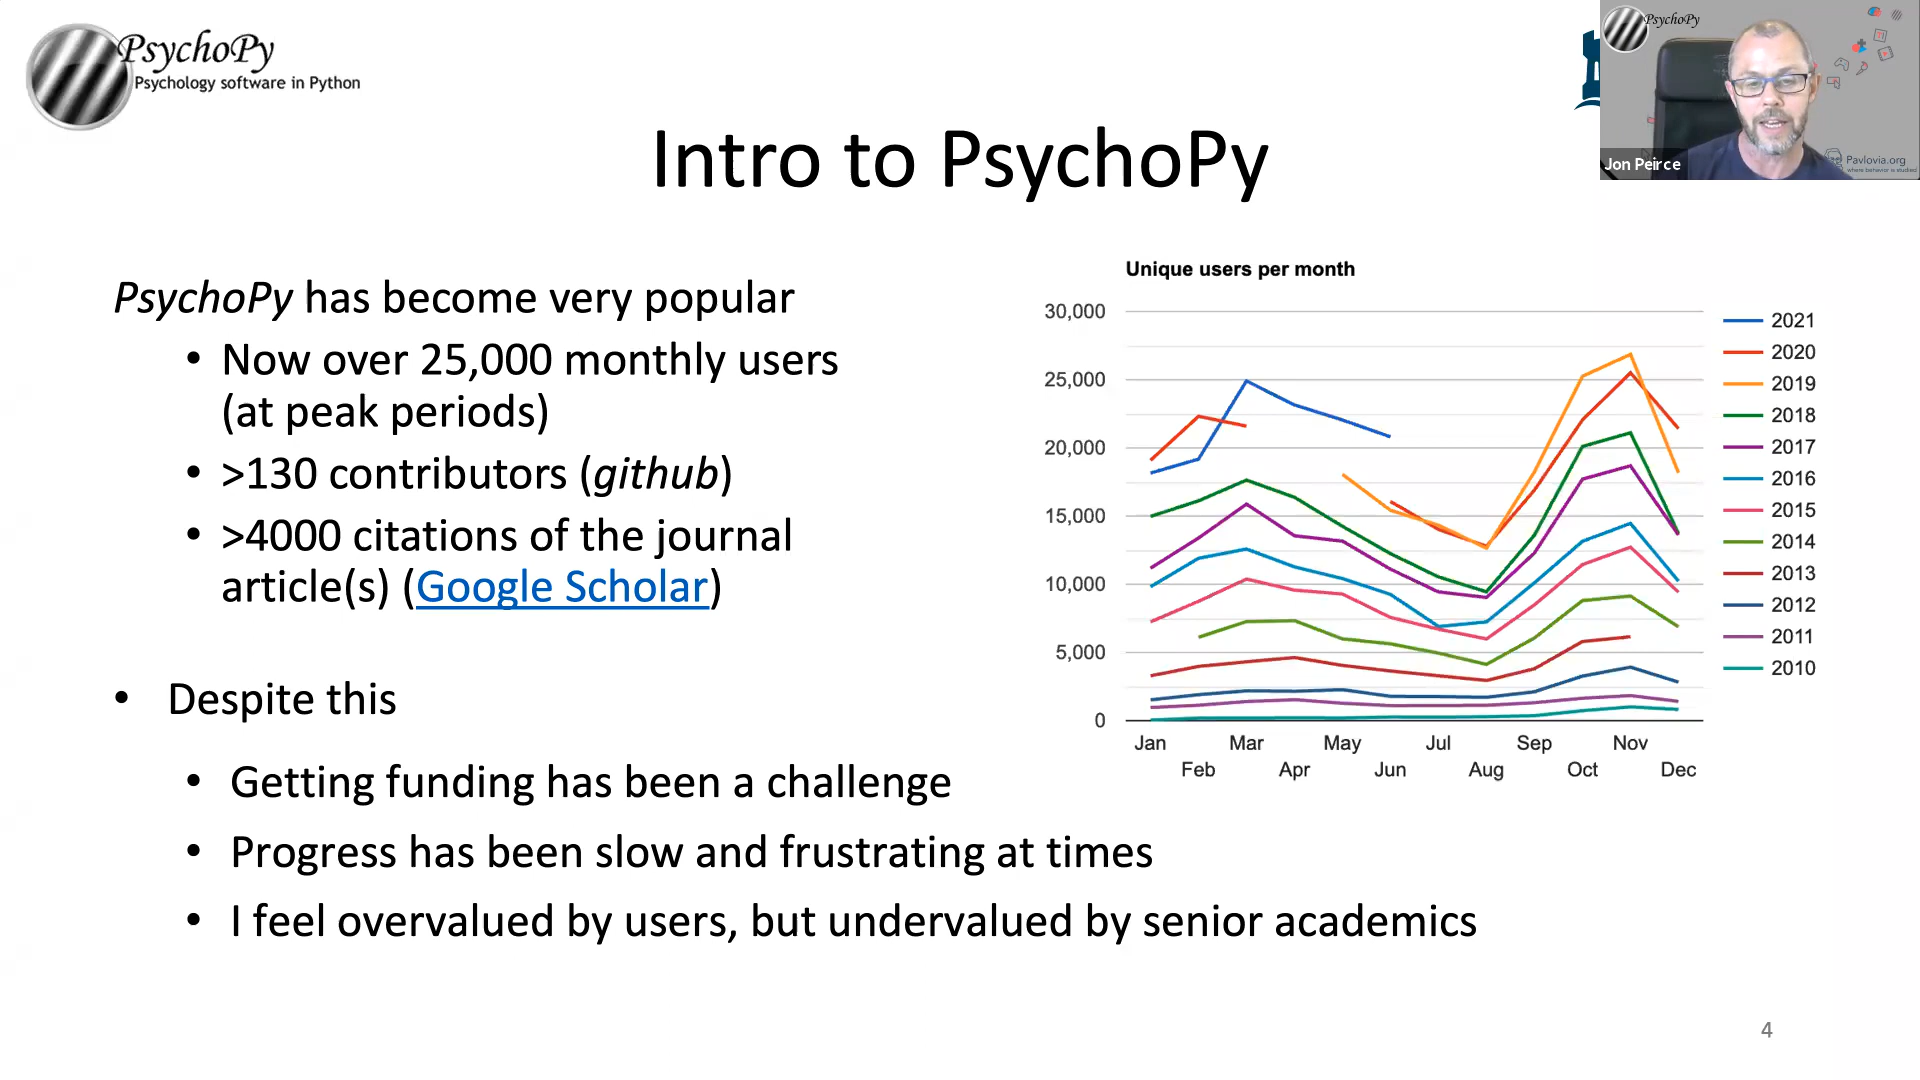 PsychoPy
Psychology software in Python
PsychoPy
Jon Peirce
Pavlovia.org
where behavior is studied
Intro to PsychoPy
PsychoPy has become very popular
• Now over 25,000 monthly users
(at peak periods)
• >130 contributors (github)
• >4000 citations of the journal
article(s) (Google Scholar)
• Despite this
• Getting funding has been a challenge
• Progress has been slow and frustrating at times
• I feel overvalued by users, but undervalued by senior academics
Unique users per month
30,000
25,000
20,000
15,000
10,000
5,000
0
Jan Feb Mar Apr May Jun Jul Aug Sep Oct Nov Dec
2021
2020
2019
2018
2017
2016
2015
2014
2013
2012
2011
2010
4